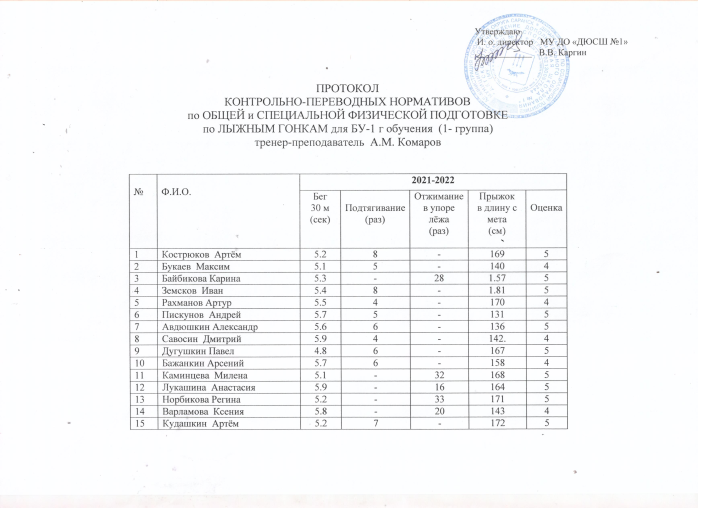 Утверждаю
И. о. директор МУ ДО «ДЮСШ №1»
В.В. Каргин
ПРОТОКОЛ
КОНТРОЛЬНО-ПЕРЕВОДНЫХ НОРМАТИВОВ
по ОБЩЕЙ и СПЕЦИАЛЬНОЙ ФИЗИЧЕСКОЙ ПОДГОТОВКЕ
по ЛЫЖНЫМ ГОНКАМ для БУ-1 г обучения (1- группа)
тренер-преподаватель А.М. Комаров
2021-2022
№ Ф.И.О. Бег 30 м (сек) Подтягивание (раз) Отжимание в упоре лёжа (раз) Прыжок в длину с мета (см) Оценка
1 Кострюков Артём 5.2 8 - 169 5
2 Букаев Максим 5.1 5 - 140 4
3 Байбикова Карина 5.3 - 28 1.57 5
4 Земсков Иван 5.4 8 - 1.81 5
5 Рахманов Артур 5.5 4 - 170 4
6 Пискунов Андрей 5.7 5 - 131 5
7 Авдюшкин Александр 5.6 6 - 136 5
8 Савосин Дмитрий 5.9 4 - 142. 4
9 Дугушкин Павел 4.8 6 - 167 5
10 Бажанкин Арсений 5.7 6 - 158 4
11 Каминцева Милена 5.1 - 32 168 5
12 Лукашина Анастасия 5.9 - 16 164 5
13 Норбикова Регина 5.2 - 33 171 5
14 Варламова Ксения 5.8 - 20 143 4
15 Кудашкин Артём 5.2 7 - 172 5